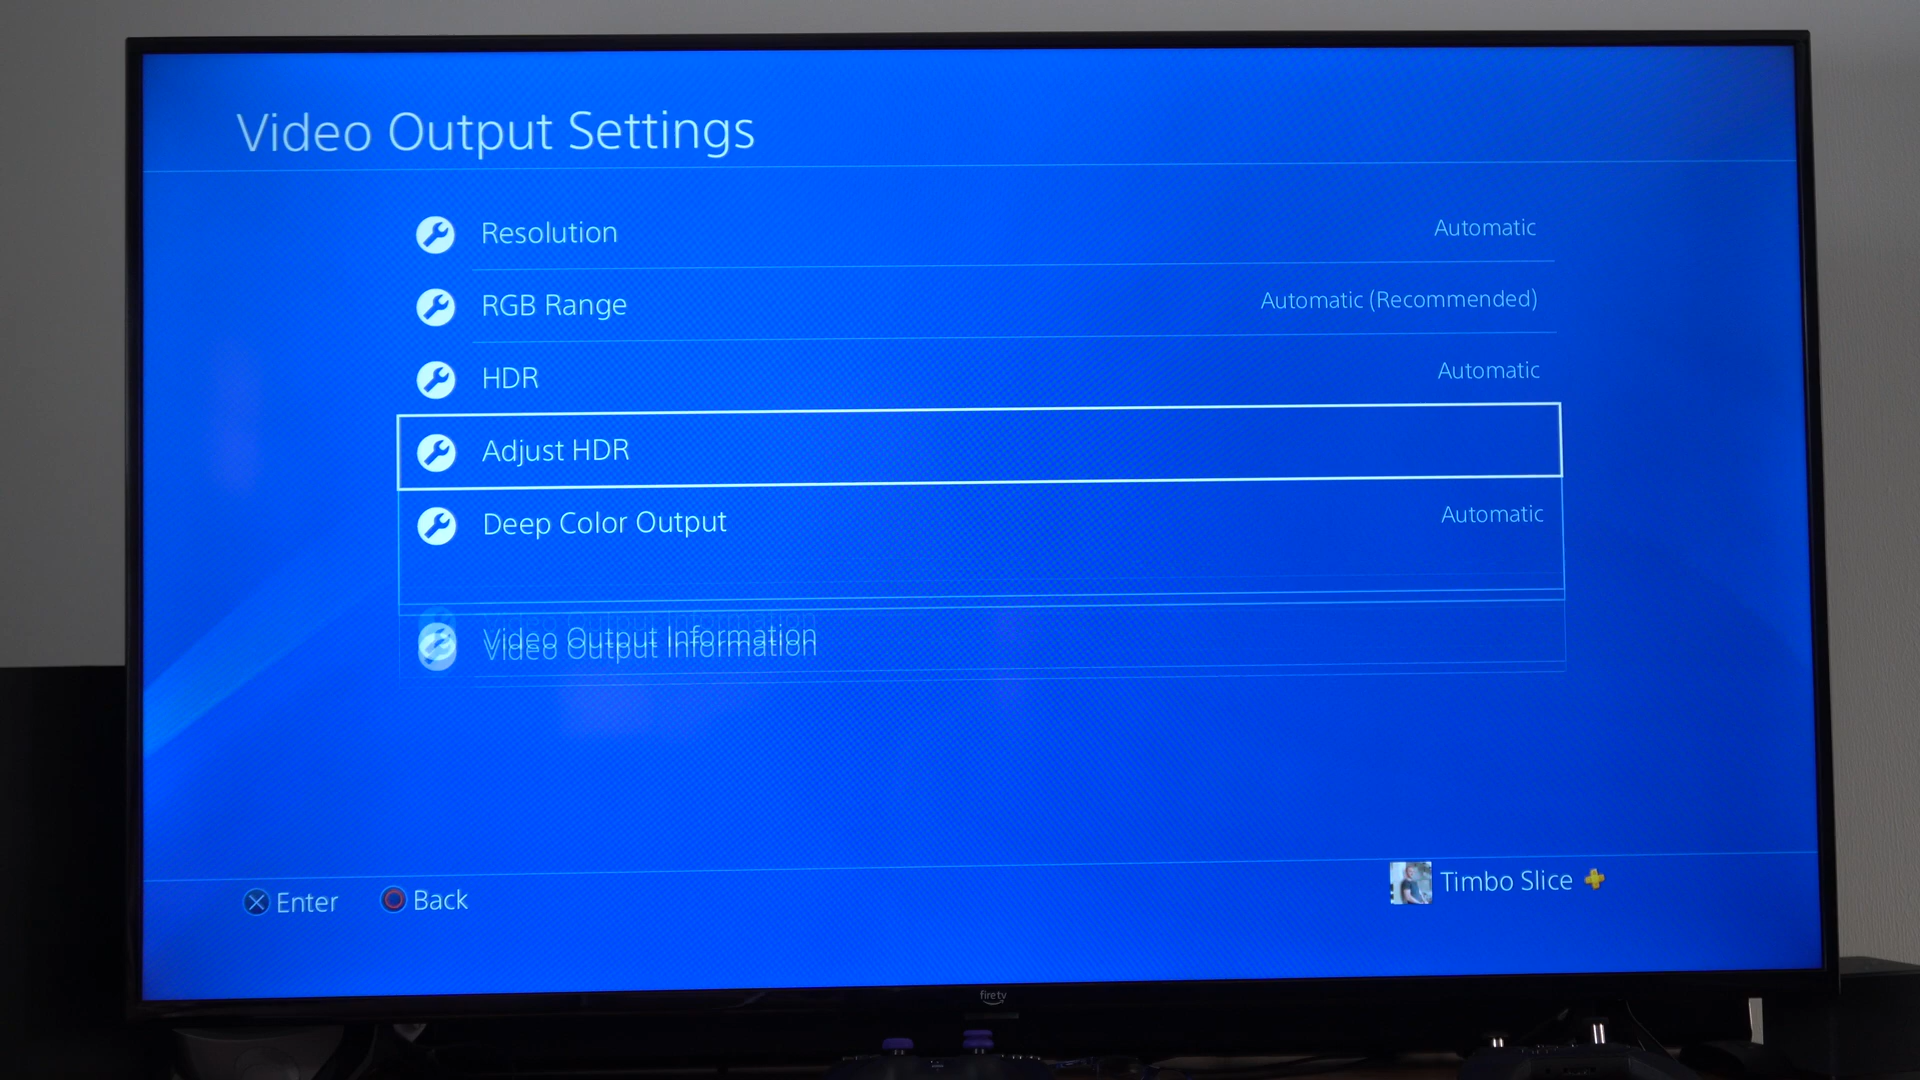 Video Output Settings
Resolution Automatic
RGB Range Automatic (Recommended)
HDR Automatic
Adjust HDR
Deep Color Output Automatic
Video Output Information
Enter Back
Timbo Slice
firetv